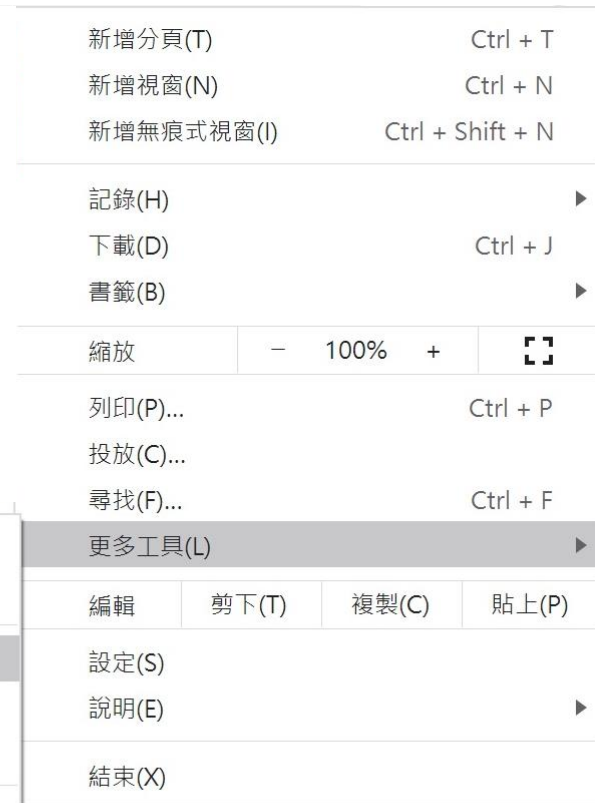 新增分頁(T) Ctrl + T
新增視窗(N) Ctrl + N
新增無痕式視窗(I) Ctrl + Shift + N
記錄(H)
下載(D) Ctrl + J
書籤(B)
縮放 － 100% +
列印(P)... Ctrl + P
投放(C)...
尋找(F)... Ctrl + F
更多工具(L)
編輯 剪下(T) 複製(C) 貼上(P)
設定(S)
說明(E)
結束(X)